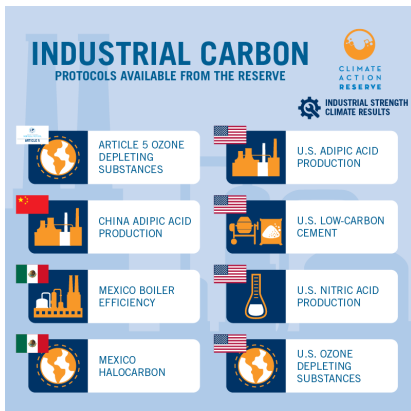 INDUSTRIAL CARBON
PROTOCOLS AVAILABLE FROM THE RESERVE
CLIMATE
ACTION
RESERVE
INDUSTRIAL STRENGTH
CLIMATE RESULTS
ARTICLE 5
ARTICLE 5 OZONE
DEPLETING
SUBSTANCES
U.S. ADIPIC ACID
PRODUCTION
CHINA ADIPIC ACID
PRODUCTION
U.S. LOW-CARBON
CEMENT
MEXICO BOILER
EFFICIENCY
U.S. NITRIC ACID
PRODUCTION
MEXICO
HALOCARBON
U.S. OZONE
DEPLETING
SUBSTANCES